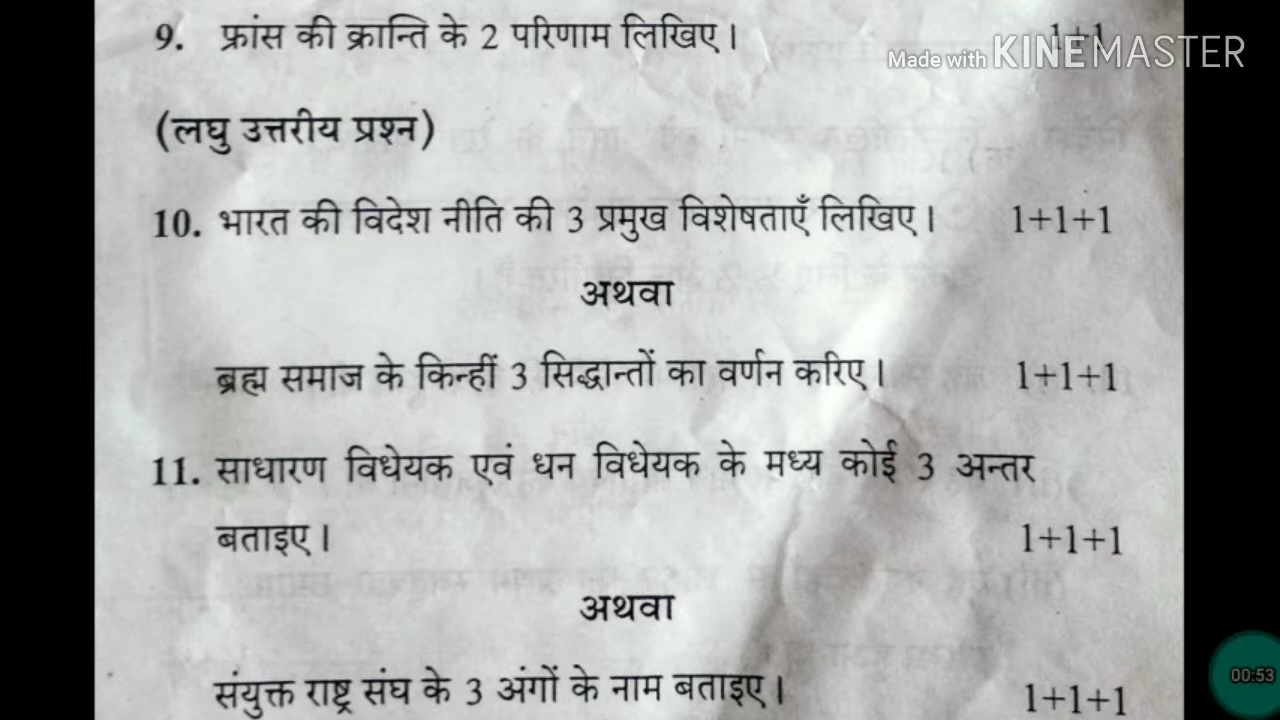 9. फ्रांस की क्रान्ति के 2 परिणाम लिखिए। 1+1
Made with KINEMASTER
(लघु उत्तरीय प्रश्न)
10. भारत की विदेश नीति की 3 प्रमुख विशेषताएँ लिखिए। 1+1+1
अथवा
ब्रह्म समाज के किन्हीं 3 सिद्धान्तों का वर्णन करिए। 1+1+1
11. साधारण विधेयक एवं धन विधेयक के मध्य कोई 3 अन्तर
बताइए। 1+1+1
अथवा
संयुक्त राष्ट्र संघ के 3 अंगों के नाम बताइए। 1+1+1
00:53